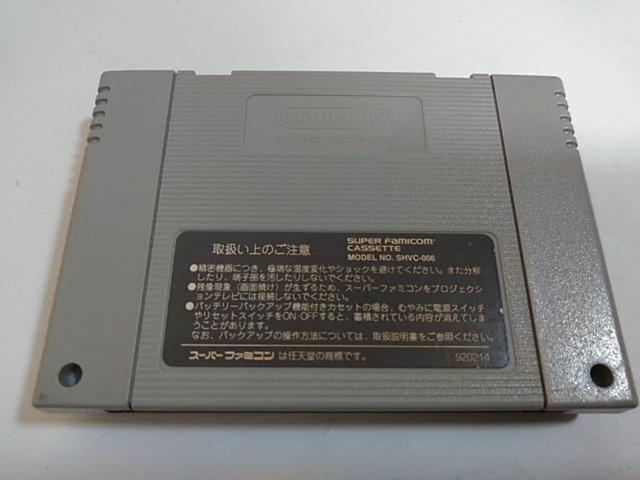 Nintendo
取扱い上のご注意
SUPER FAMICOM
CASSETTE
MODEL NO. SHVC-006
●精密機器につき、極端な温度変化やショックを避けてください。また分解
したり、端子部を汚したりしないでください。
●残像現象(画面焼け)が生ずるため、スーパーファミコンをプロジェクシ
ョンテレビには接続しないでください。
●バッテリーバックアップ機能付きカセットの場合、むやみに電源スイッチ
やリセットスイッチをON・OFFすると、蓄積されている内容が消えてしま
うことがあります。
なお、バックアップの操作方法については、取扱説明書をご参照ください。
スーパーファミコンは任天堂の商標です。
920214